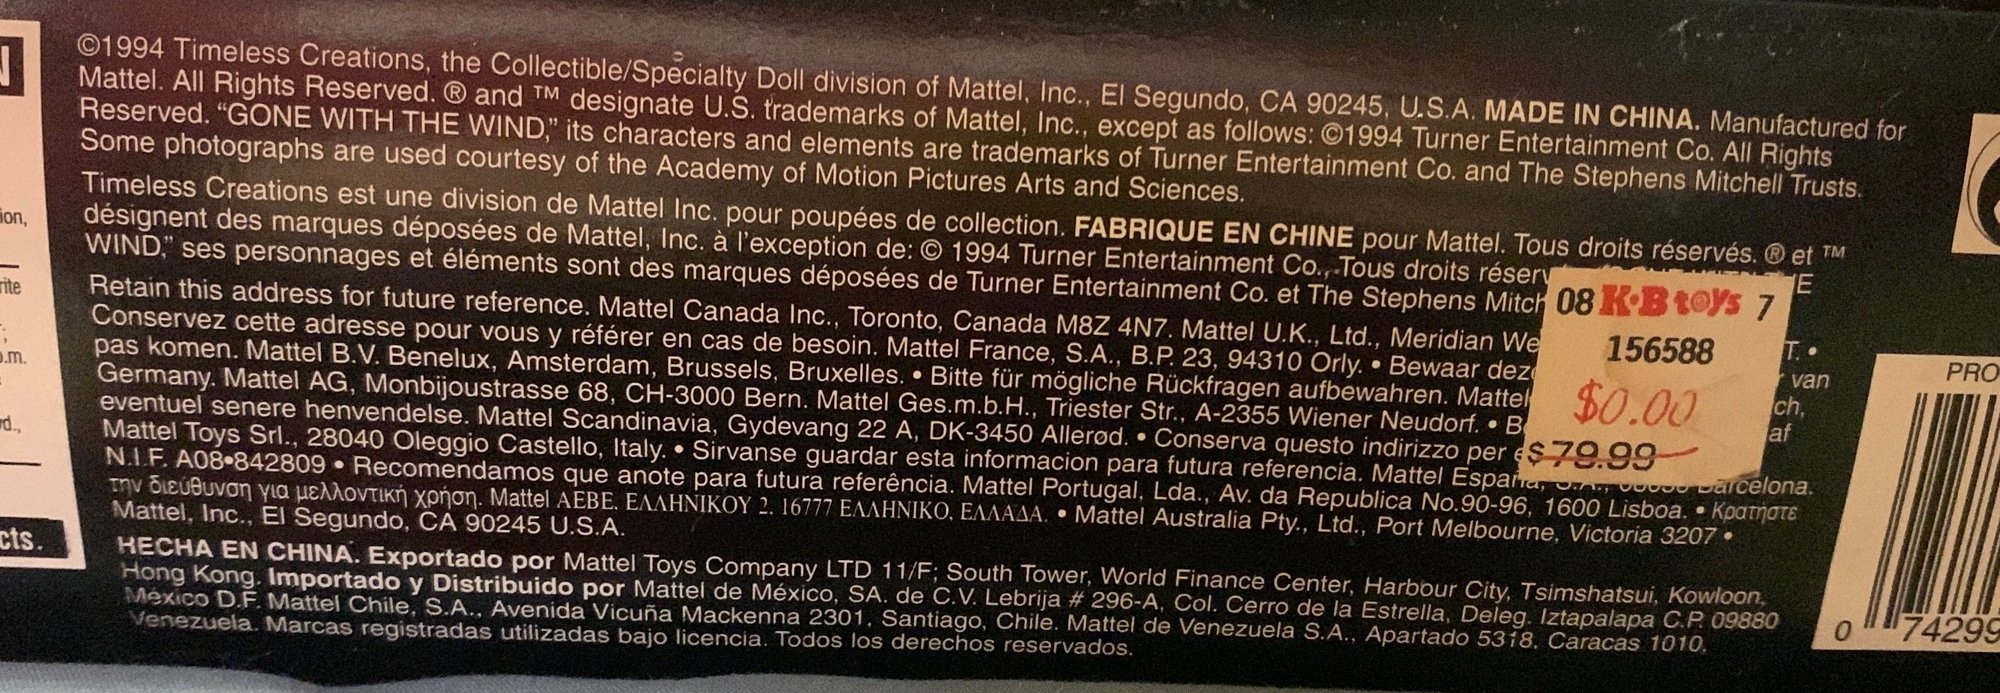 N
ion,
rite
o.m.
rd.,
cts.
©1994 Timeless Creations, the Collectible/Specialty Doll division of Mattel, Inc., El Segundo, CA 90245, U.S.A. MADE IN CHINA. Manufactured for
Mattel. All Rights Reserved. ® and ™ designate U.S. trademarks of Mattel, Inc., except as follows: ©1994 Turner Entertainment Co. All Rights
Reserved. “GONE WITH THE WIND,” its characters and elements are trademarks of Turner Entertainment Co. and The Stephens Mitchell Trusts.
Some photographs are used courtesy of the Academy of Motion Pictures Arts and Sciences.
Timeless Creations est une division de Mattel Inc. pour poupées de collection. FABRIQUE EN CHINE pour Mattel. Tous droits réservés. ® et ™
désignent des marques déposées de Mattel, Inc. à l'exception de: © 1994 Turner Entertainment Co., Tous droits réserv E
WIND,” ses personnages et éléments sont des marques déposées de Turner Entertainment Co. et The Stephens Mitch
Retain this address for future reference. Mattel Canada Inc., Toronto, Canada M8Z 4N7. Mattel U.K., Ltd., Meridian We T. •
Conservez cette adresse pour vous y référer en cas de besoin. Mattel France, S.A., B.P. 23, 94310 Orly. • Bewaar deze van
pas komen. Mattel B.V. Benelux, Amsterdam, Brussels, Bruxelles. • Bitte für mögliche Rückfragen aufbewahren. Mattel ch,
Germany. Mattel AG, Monbijoustrasse 68, CH-3000 Bern. Mattel Ges.m.b.H., Triester Str., A-2355 Wiener Neudorf. • B af
eventuel senere henvendelse. Mattel Scandinavia, Gydevang 22 A, DK-3450 Allerød. • Conserva questo indirizzo per
Mattel Toys Srl., 28040 Oleggio Castello, Italy. • Sirvanse guardar esta informacion para futura referencia. Mattel España, S.A., Barcelona.
N.I.F. A08•842809 • Recomendamos que anote para futura referência. Mattel Portugal, Lda., Av. da Republica No.90-96, 1600 Lisboa. • Κρατήστε
την διεύθυνση για μελλοντική χρήση. Mattel ΑΕΒΕ. ΕΛΛΗΝΙΚΟΥ 2, 16777 ΕΛΛΗΝΙΚΟ, ΕΛΛΑΔΑ. • Mattel Australia Pty., Ltd., Port Melbourne, Victoria 3207 •
Mattel, Inc., El Segundo, CA 90245 U.S.A.
HECHA EN CHINA. Exportado por Mattel Toys Company LTD 11/F; South Tower, World Finance Center, Harbour City, Tsimshatsui, Kowloon,
Hong Kong. Importado y Distribuido por Mattel de México, SA. de C.V. Lebrija # 296-A, Col. Cerro de la Estrella, Deleg. Iztapalapa C.P. 09880
México D.F. Mattel Chile, S.A., Avenida Vicuña Mackenna 2301, Santiago, Chile. Mattel de Venezuela S.A., Apartado 5318, Caracas 1010,
Venezuela. Marcas registradas utilizadas bajo licencia. Todos los derechos reservados.
08 K•B toys 7
156588
$0.00
$79.99
PRO
0 74299